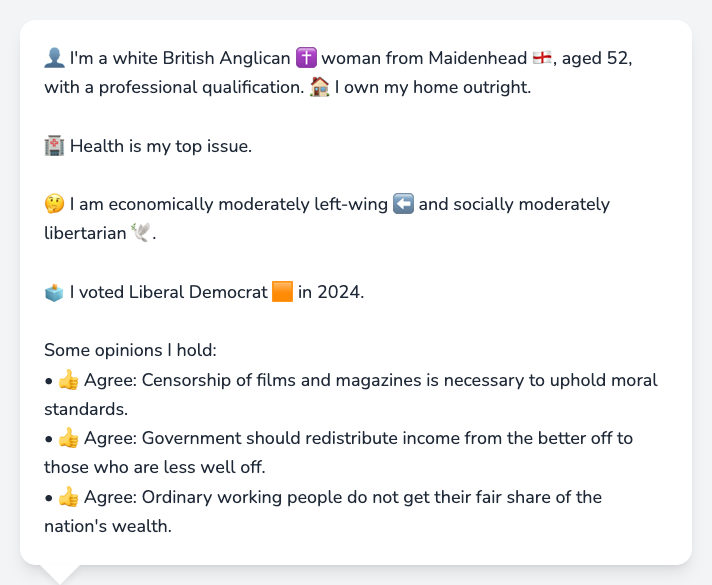 👤 I'm a white British Anglican ✝️ woman from Maidenhead 🏴󠁧󠁢󠁥󠁮󠁧󠁿, aged 52,
with a professional qualification. 🏠 I own my home outright.
🏥 Health is my top issue.
🤔 I am economically moderately left-wing ⬅️ and socially moderately
libertarian 🕊️.
🗳️ I voted Liberal Democrat 🟧 in 2024.
Some opinions I hold:
• 👍 Agree: Censorship of films and magazines is necessary to uphold moral
standards.
• 👍 Agree: Government should redistribute income from the better off to
those who are less well off.
• 👍 Agree: Ordinary working people do not get their fair share of the
nation's wealth.